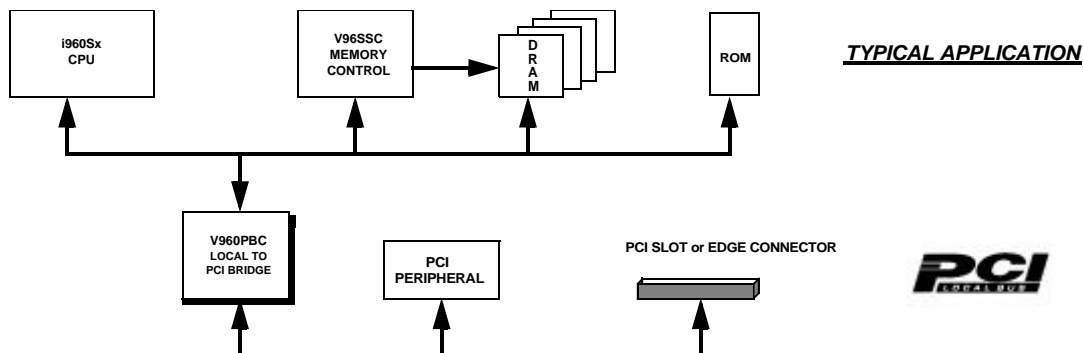 i960Sx
CPU
V96SSC
MEMORY
CONTROL
D
R
A
M
ROM
TYPICAL APPLICATION
V960PBC
LOCAL TO
PCI BRIDGE
PCI
PERIPHERAL
PCI SLOT or EDGE CONNECTOR
PCI
LOCAL BUS